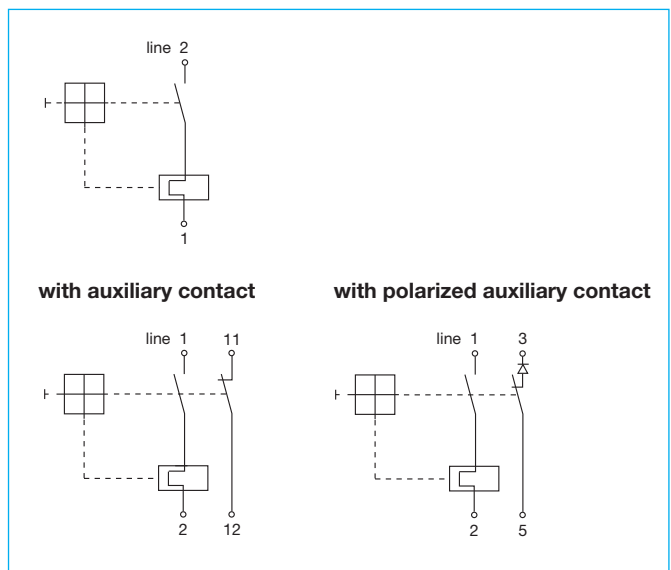 line 2
1
with auxiliary contact
with polarized auxiliary contact
line 1 11
2 12
line 1 3
2 5